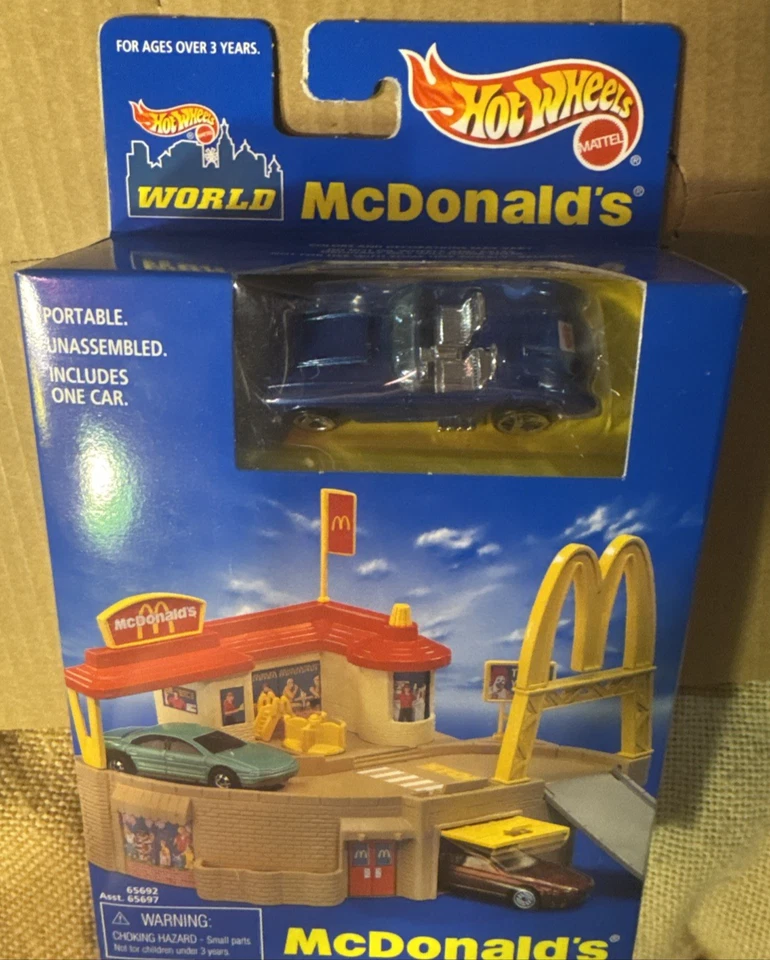 FOR AGES OVER 3 YEARS.
HOT WHEELS
WORLD
HOT WHEELS
MATTEL
®
McDonald's®
PORTABLE.
UNASSEMBLED.
INCLUDES
ONE CAR.
M
McDonald's
65692
Asst. 65697
⚠ WARNING:
CHOKING HAZARD - Small parts
Not for children under 3 years.
McDonald's®